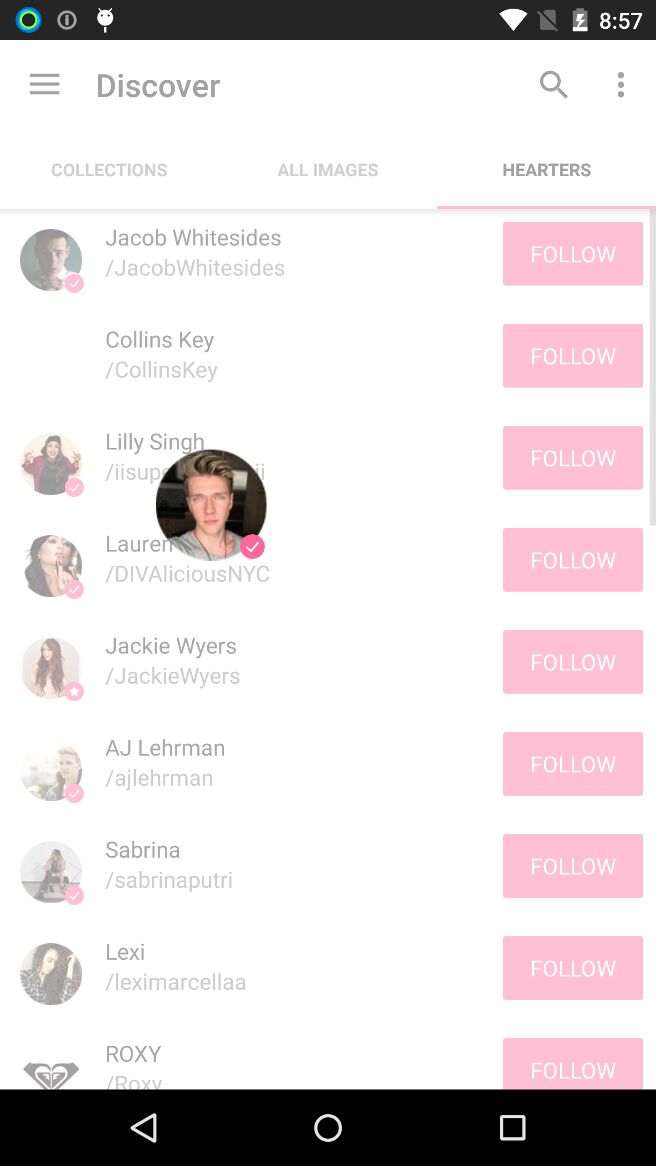 8:57
Discover
COLLECTIONS
ALL IMAGES
HEARTERS
Jacob Whitesides
/JacobWhitesides
FOLLOW
Collins Key
/CollinsKey
FOLLOW
Lilly Singh
FOLLOW
Lauren
/DIVAliciousNYC
FOLLOW
Jackie Wyers
/JackieWyers
FOLLOW
AJ Lehrman
/ajlehrman
FOLLOW
Sabrina
/sabrinaputri
FOLLOW
Lexi
/leximarcellaa
FOLLOW
ROXY
/Roxy
FOLLOW